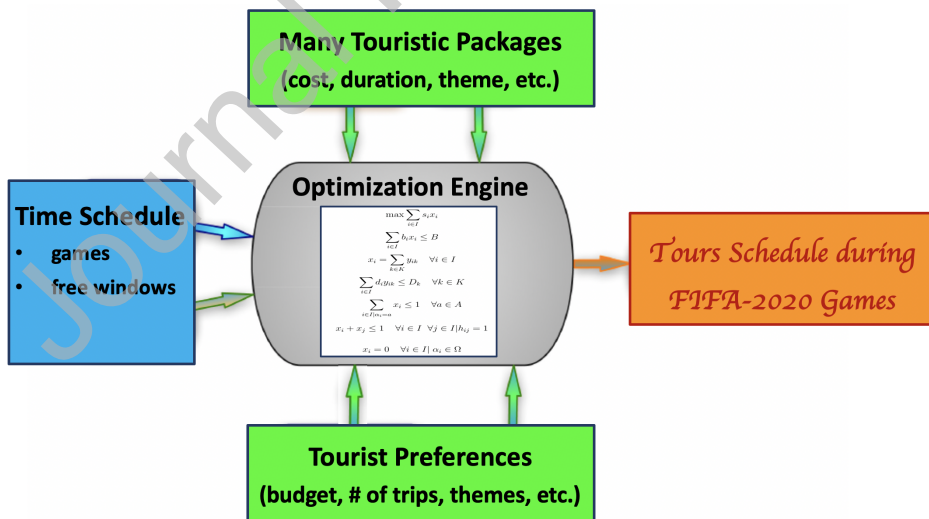 Many Touristic Packages
(cost, duration, theme, etc.)
Optimization Engine
max ∑_{i∈I} s_i x_i
∑_{i∈I} b_i x_i ≤ B
x_i = ∑_{k∈K} y_{ik} ∀i ∈ I
∑_{i∈I} d_i y_{ik} ≤ D_k ∀k ∈ K
∑_{i∈I|α_i=a} x_i ≤ 1 ∀a ∈ A
x_i + x_j ≤ 1 ∀i ∈ I ∀j ∈ I|h_{ij} = 1
x_i = 0 ∀i ∈ I| α_i ∈ Ω
Time Schedule
• games
• free windows
Tours Schedule during
FIFA-2020 Games
Tourist Preferences
(budget, # of trips, themes, etc.)
Journal